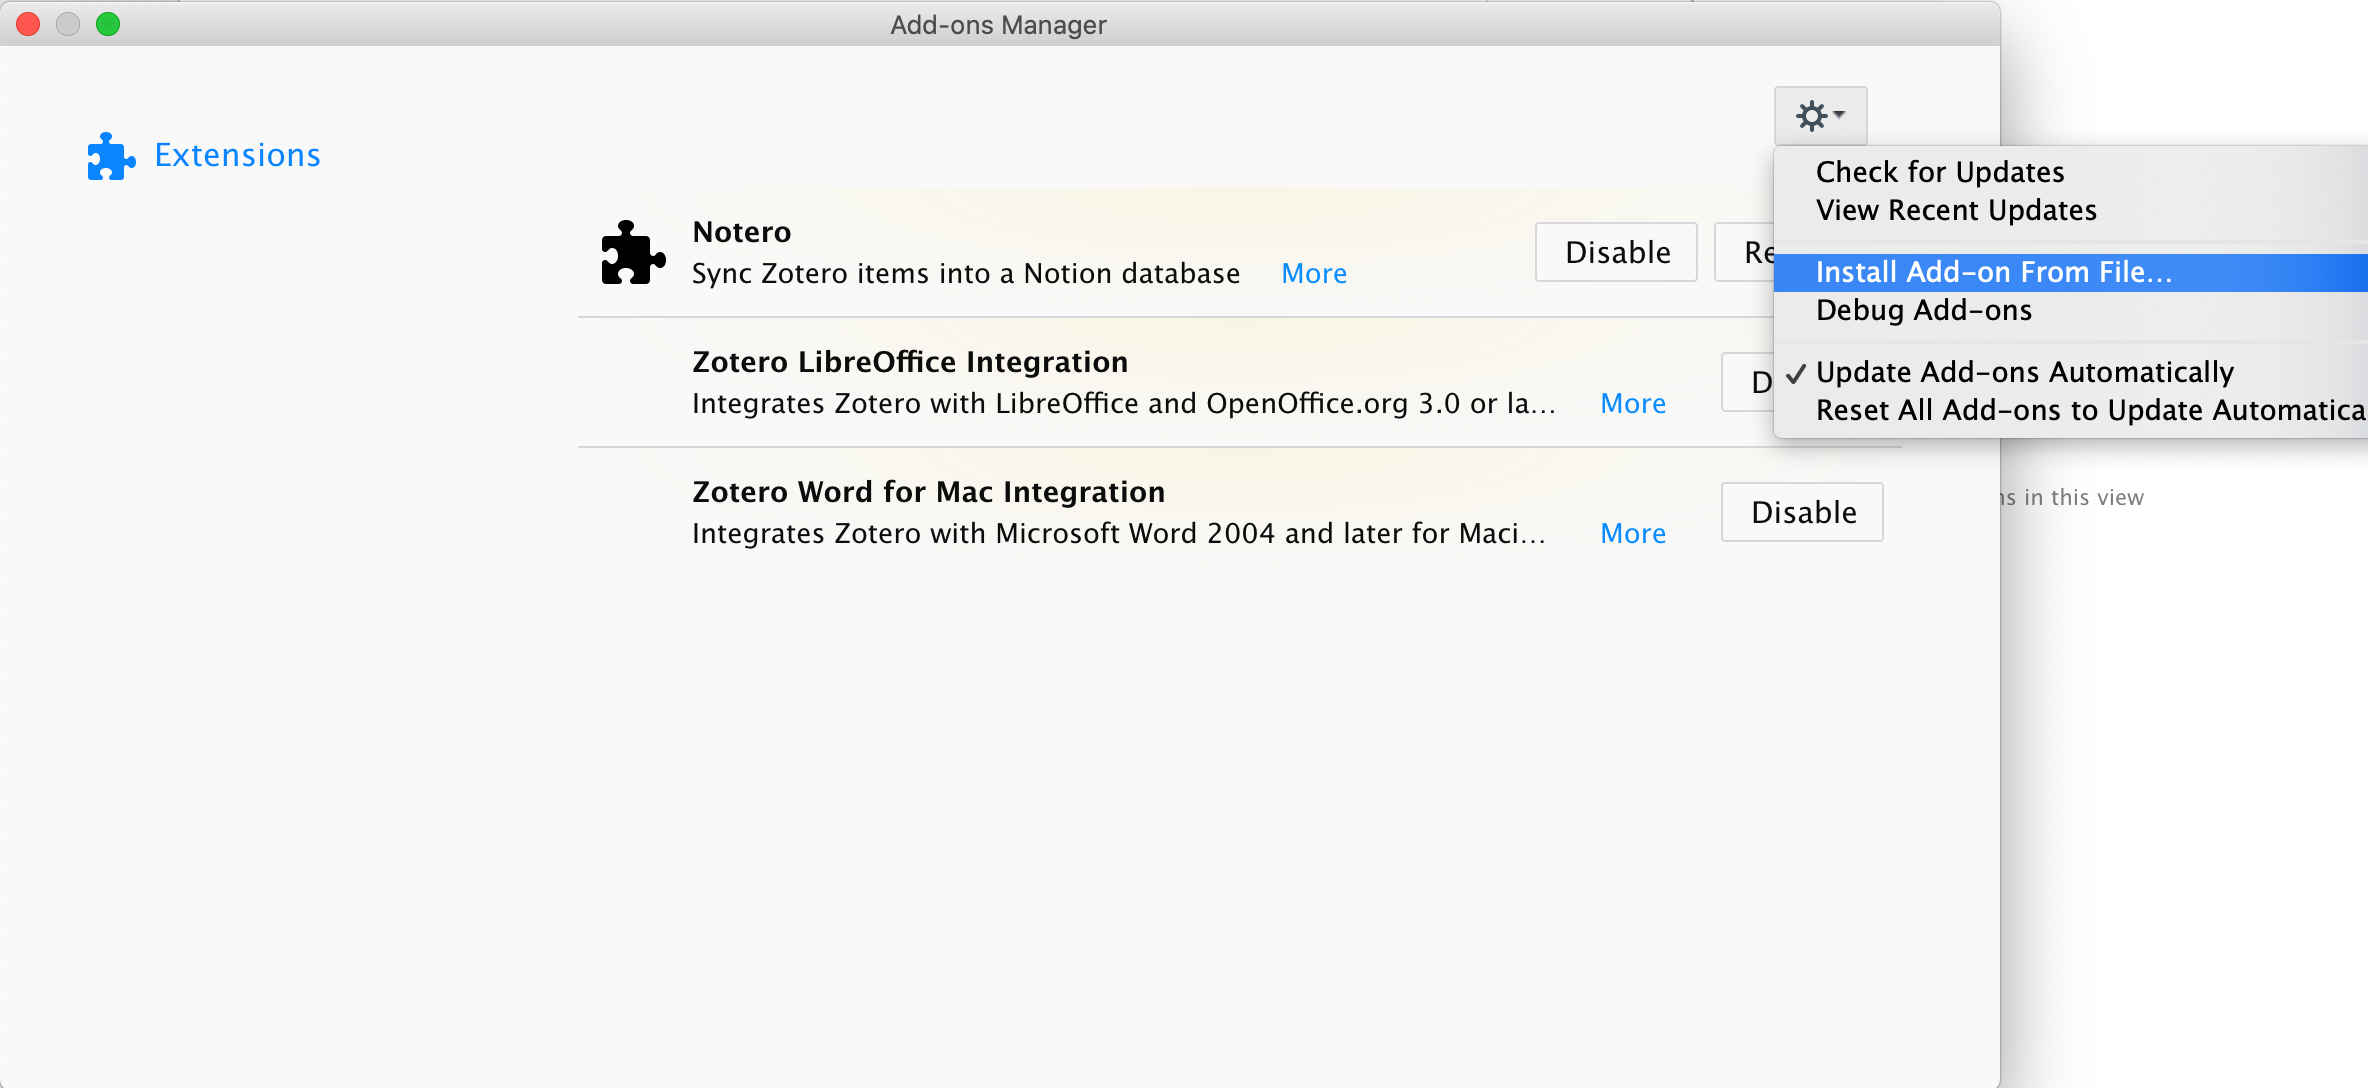 Add-ons Manager
Extensions
Check for Updates
View Recent Updates
Install Add-on From File...
Debug Add-ons
Update Add-ons Automatically
Reset All Add-ons to Update Automatica
Notero
Sync Zotero items into a Notion database More
Disable Re
Zotero LibreOffice Integration
Integrates Zotero with LibreOffice and OpenOffice.org 3.0 or la... More
D
Zotero Word for Mac Integration
Integrates Zotero with Microsoft Word 2004 and later for Maci... More
Disable
ns in this view